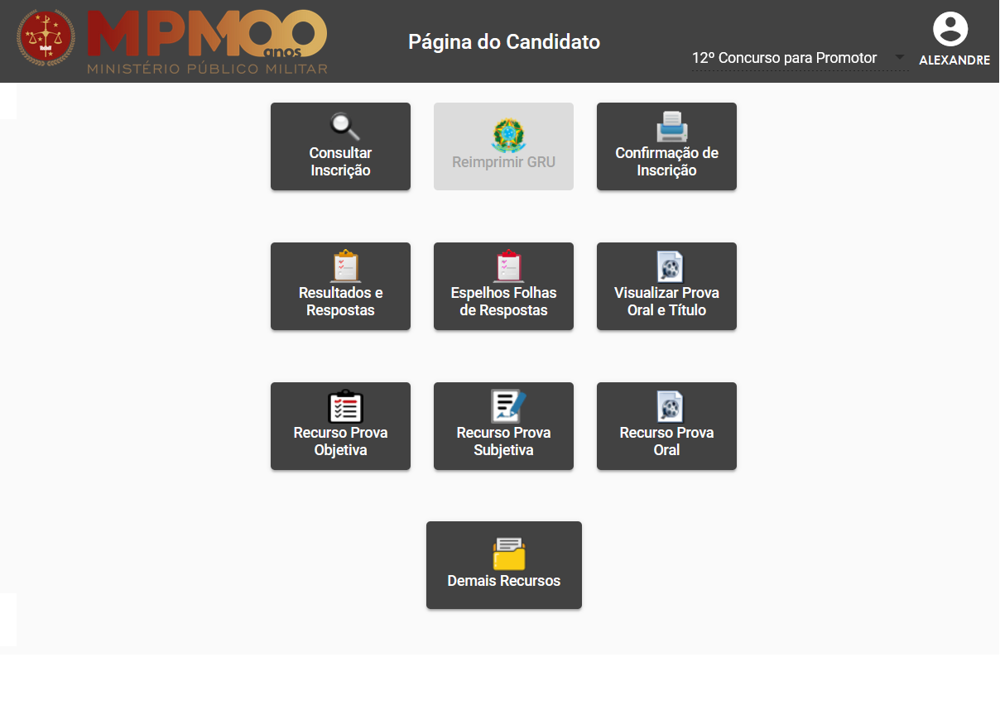 MPM00
anos
MINISTÉRIO PÚBLICO MILITAR
Página do Candidato
12º Concurso para Promotor
ALEXANDRE
Consultar
Inscrição
Reimprimir GRU
Confirmação de
Inscrição
Resultados e
Respostas
Espelhos Folhas
de Respostas
Visualizar Prova
Oral e Título
Recurso Prova
Objetiva
Recurso Prova
Subjetiva
Recurso Prova
Oral
Demais Recursos